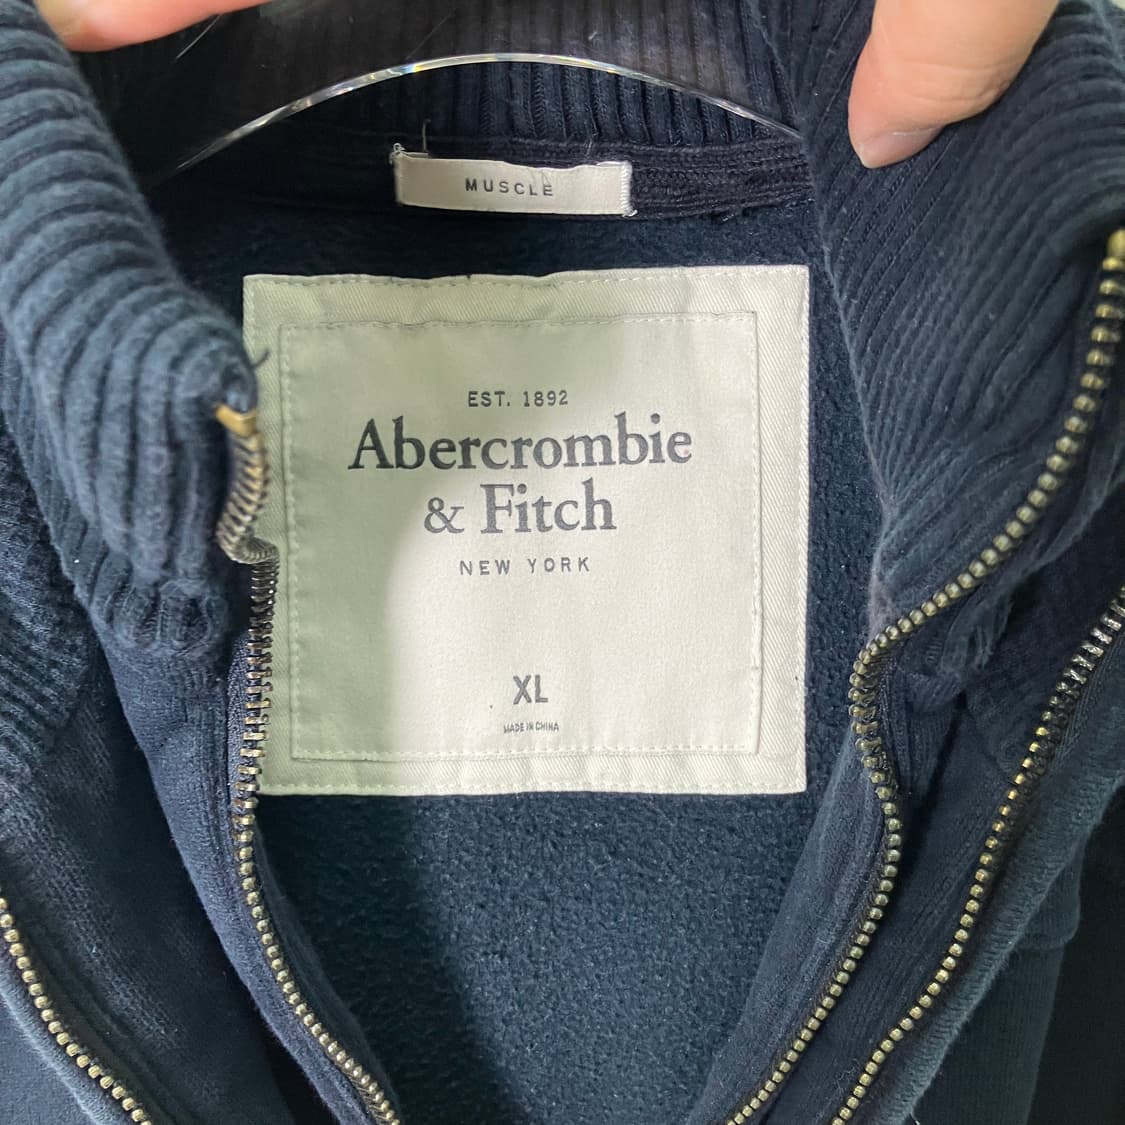 MUSCLE
EST. 1892
Abercrombie
& Fitch
NEW YORK
XL
MADE IN CHINA